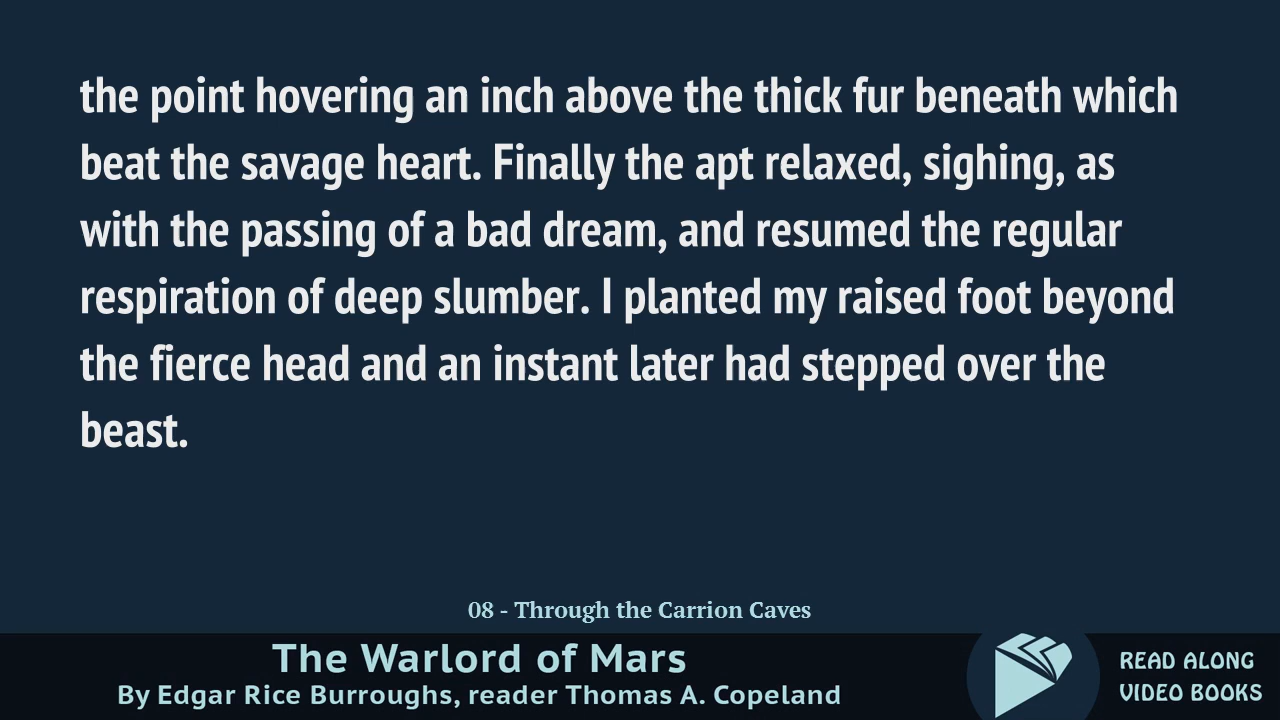 the point hovering an inch above the thick fur beneath which
beat the savage heart. Finally the apt relaxed, sighing, as
with the passing of a bad dream, and resumed the regular
respiration of deep slumber. I planted my raised foot beyond
the fierce head and an instant later had stepped over the
beast.
08 - Through the Carrion Caves
The Warlord of Mars
By Edgar Rice Burroughs, reader Thomas A. Copeland
READ ALONG
VIDEO BOOKS